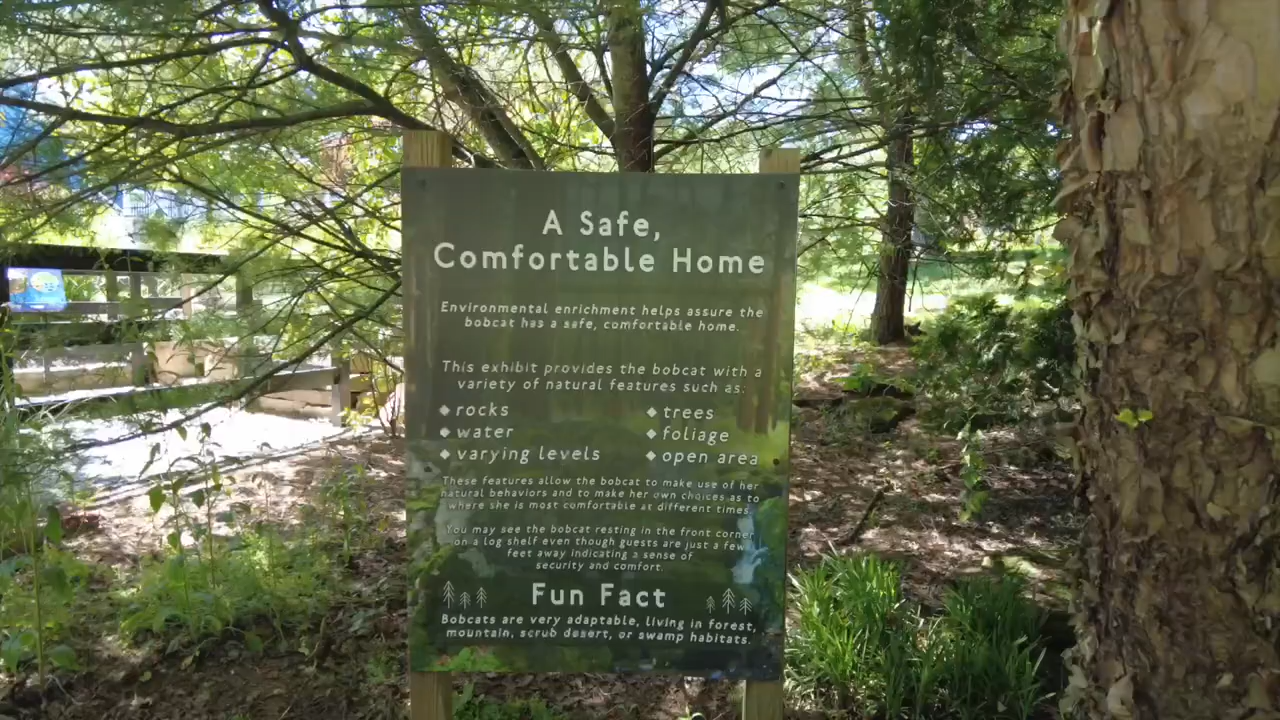 A Safe,
Comfortable Home
Environmental enrichment helps assure the
bobcat has a safe, comfortable home.
This exhibit provides the bobcat with a
variety of natural features such as:
◆ rocks
◆ water
◆ varying levels
◆ trees
◆ foliage
◆ open area
These features allow the bobcat to make use of her
natural behaviors and to make her own choices as to
where she is most comfortable at different times.
You may see the bobcat resting in the front corner
on a log shelf even though guests are just a few
feet away indicating a sense of
security and comfort.
Fun Fact
Bobcats are very adaptable, living in forest,
mountain, scrub desert, or swamp habitats.